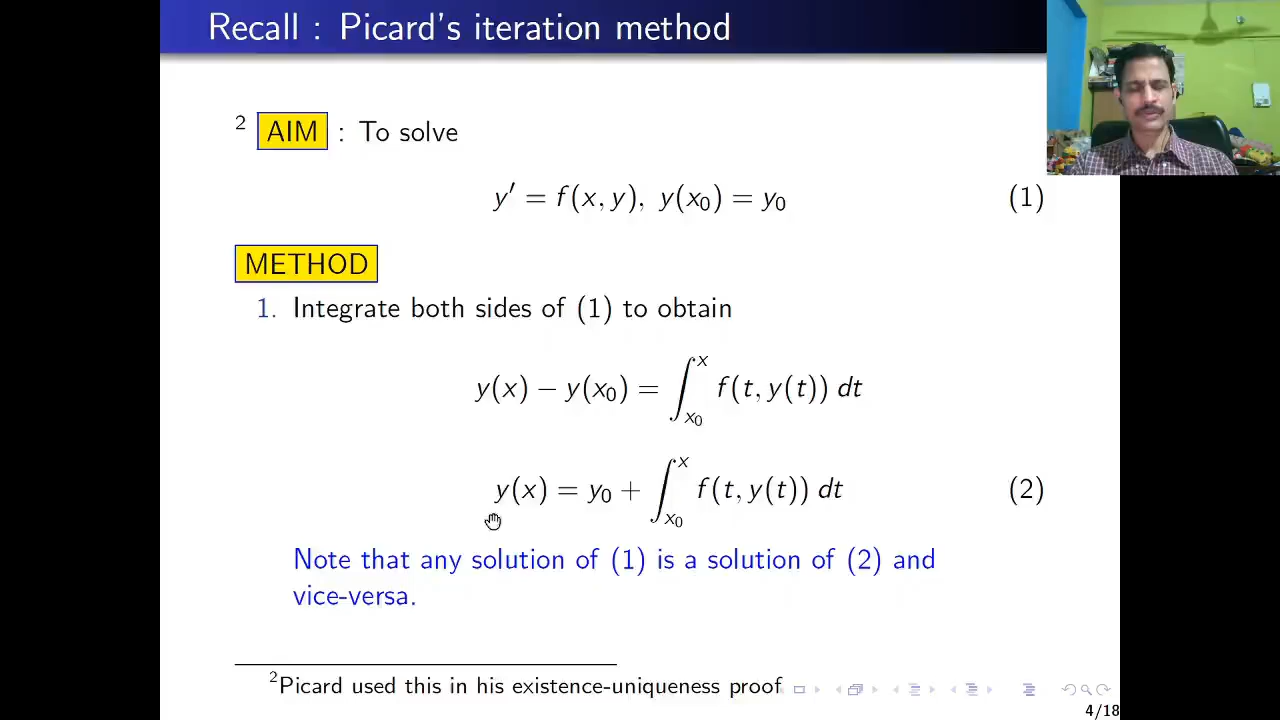 Recall : Picard's iteration method
2 AIM : To solve
y′ = f(x, y), y(x₀) = y₀ (1)
METHOD
1. Integrate both sides of (1) to obtain
y(x) − y(x₀) = ∫ₓ₀ˣ f(t, y(t)) dt
y(x) = y₀ + ∫ₓ₀ˣ f(t, y(t)) dt (2)
Note that any solution of (1) is a solution of (2) and
vice-versa.
2Picard used this in his existence-uniqueness proof
4/18